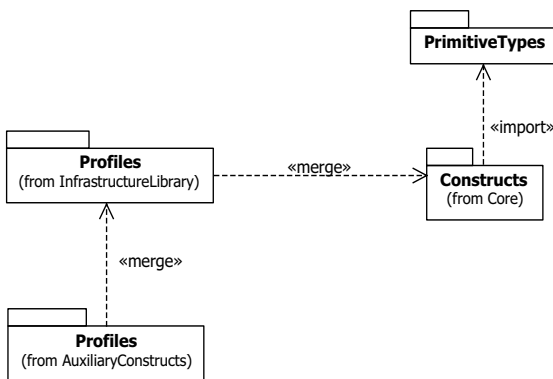 PrimitiveTypes
«import»
Profiles
(from InfrastructureLibrary)
«merge»
Constructs
(from Core)
«merge»
Profiles
(from AuxiliaryConstructs)